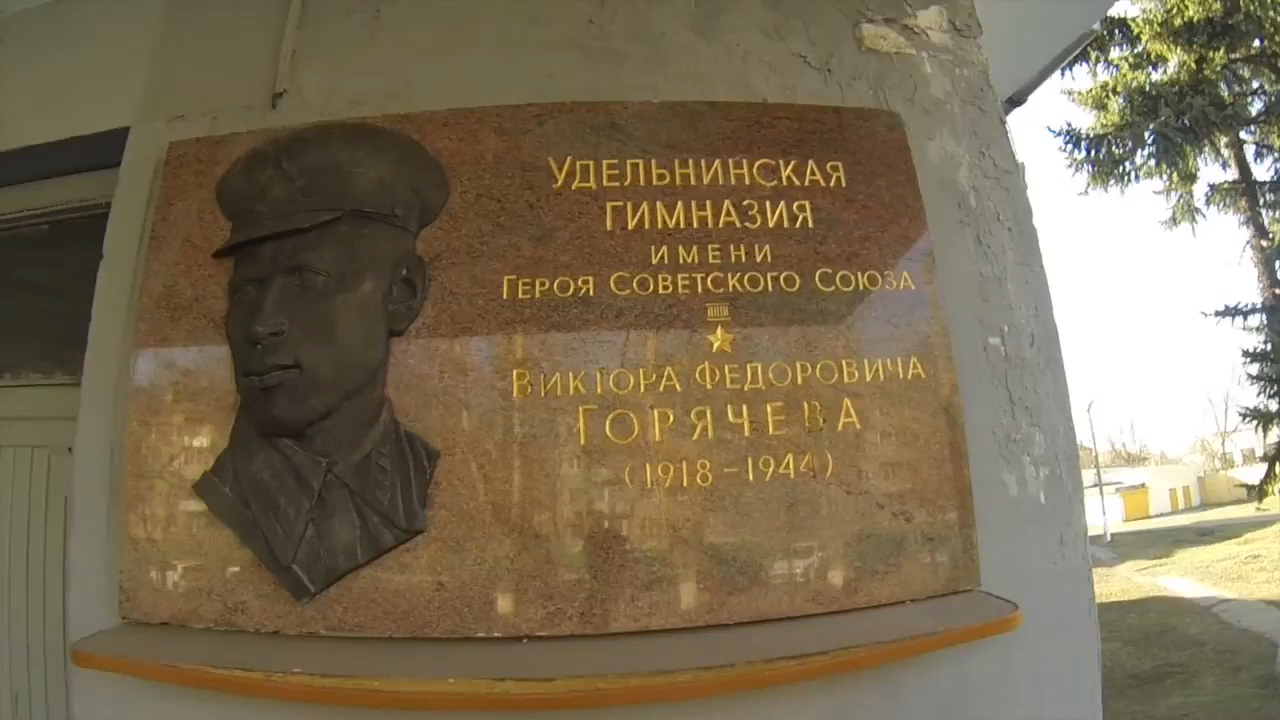 УДЕЛЬНИНСКАЯ
ГИМНАЗИЯ
ИМЕНИ
ГЕРОЯ СОВЕТСКОГО СОЮЗА
ВИКТОРА ФЕДОРОВИЧА
ГОРЯЧЕВА
(1918-1944)